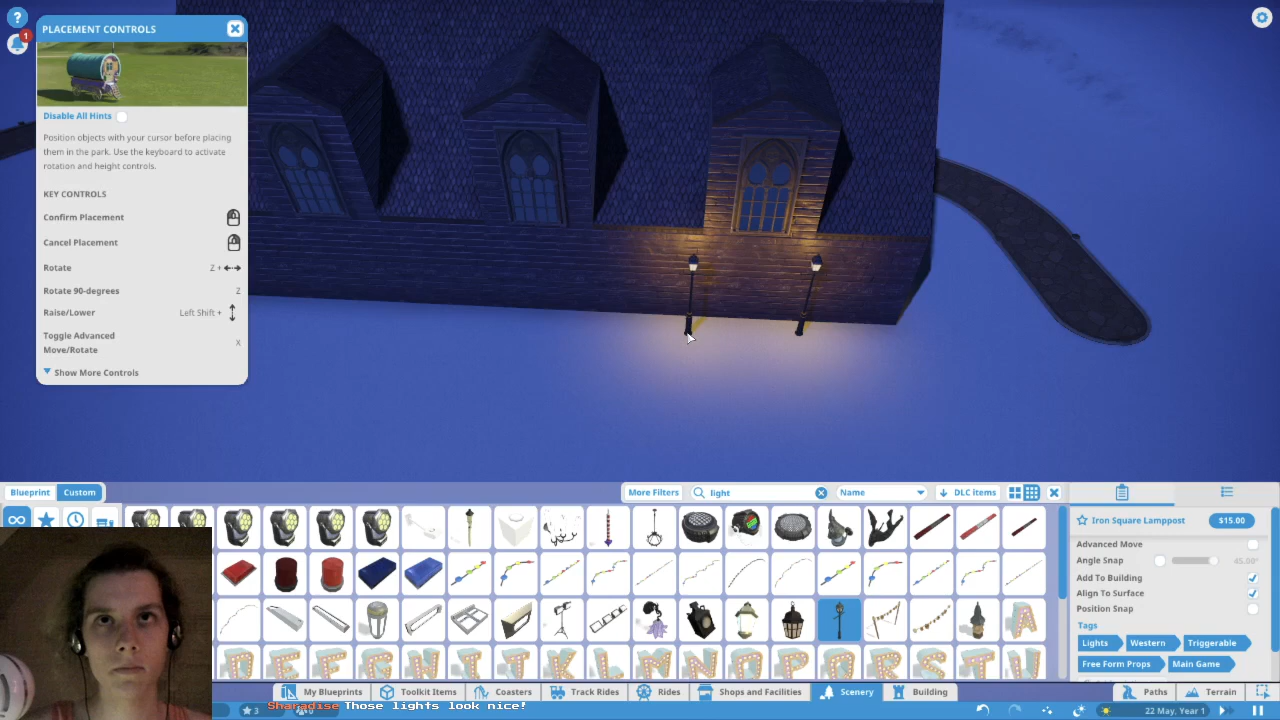 ?
1
PLACEMENT CONTROLS
Disable All Hints
Position objects with your cursor before placing
them in the park. Use the keyboard to activate
rotation and height controls.
KEY CONTROLS
Confirm Placement
Cancel Placement
Rotate Z +
Rotate 90-degrees Z
Raise/Lower Left Shift +
Toggle Advanced
Move/Rotate X
Show More Controls
Blueprint Custom
More Filters light Name DLC Items
Iron Square Lamppost $15.00
Advanced Move
Angle Snap 45.00°
Add To Building
Align To Surface
Position Snap
Tags
Lights Western Triggerable
Free Form Props Main Game
My Blueprints Toolkit Items Coasters Track Rides Rides Shops and Facilities Scenery Building Paths Terrain
Sharadise Those lights look nice!
3
22 May, Year 1